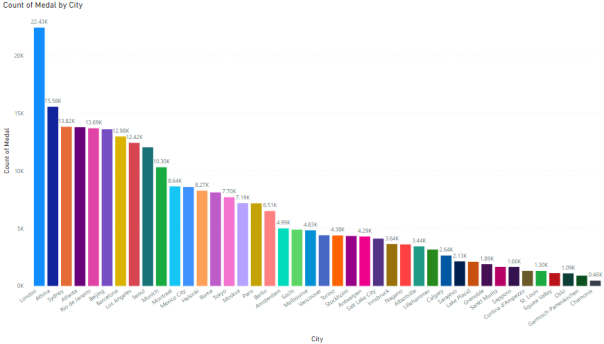 Count of Medal by City
22.43K
20K
15.56K
15K
13.82K
13.69K
12.98K
12.42K
10.30K
10K
8.64K
8.27K
7.70K
7.19K
6.51K
5K
4.99K
4.83K
4.38K
4.29K
3.64K
3.44K
2.64K
2.13K
1.89K
1.66K
1.30K
1.09K
0.46K
0K
Count of Medal
London
Athina
Sydney
Atlanta
Rio de Janeiro
Beijing
Barcelona
Los Angeles
Seoul
Munich
Montreal
Mexico City
Helsinki
Roma
Tokyo
Moskva
Paris
Berlin
Amsterdam
Sochi
Melbourne
Vancouver
Torino
Stockholm
Antwerpen
Salt Lake City
Innsbruck
Nagano
Albertville
Lillehammer
Calgary
Sarajevo
Lake Placid
Grenoble
Sankt Moritz
Sapporo
Cortina d'Ampezzo
St. Louis
Squaw Valley
Oslo
Garmisch-Partenkirchen
Chamonix
City